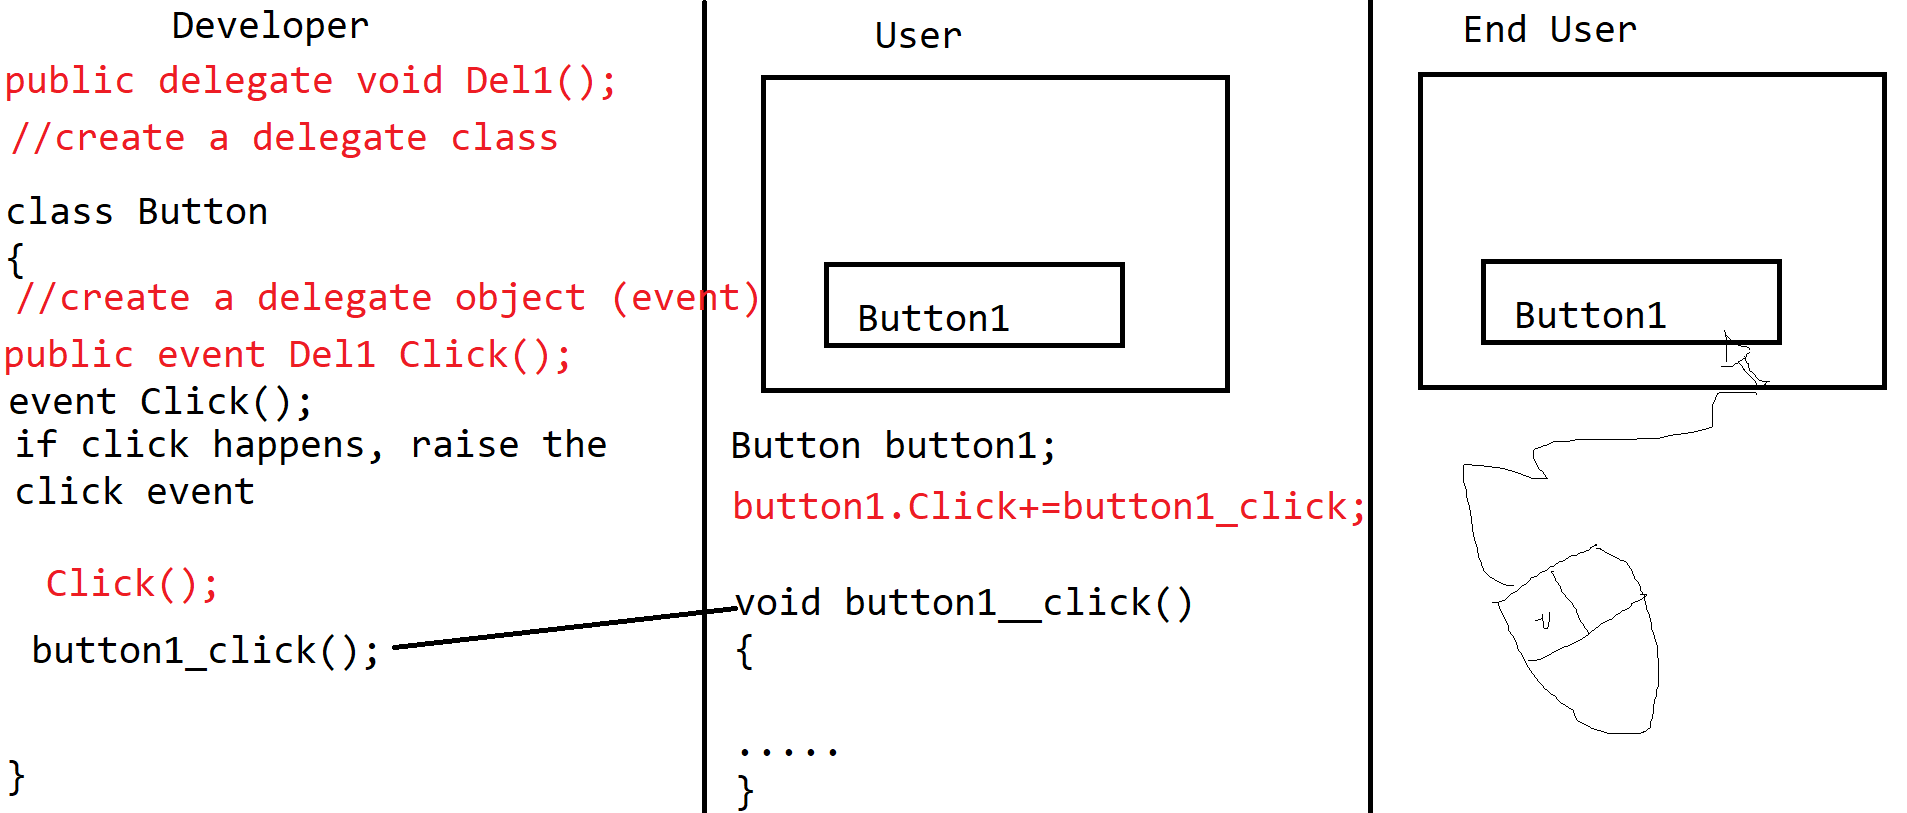 Developer
public delegate void Del1();
//create a delegate class
class Button
{
//create a delegate object (event)
public event Del1 Click();
event Click();
if click happens, raise the
click event
Click();
button1_click();
}
User
Button1
Button button1;
button1.Click+=button1_click;
void button1__click()
{
.....
}
End User
Button1